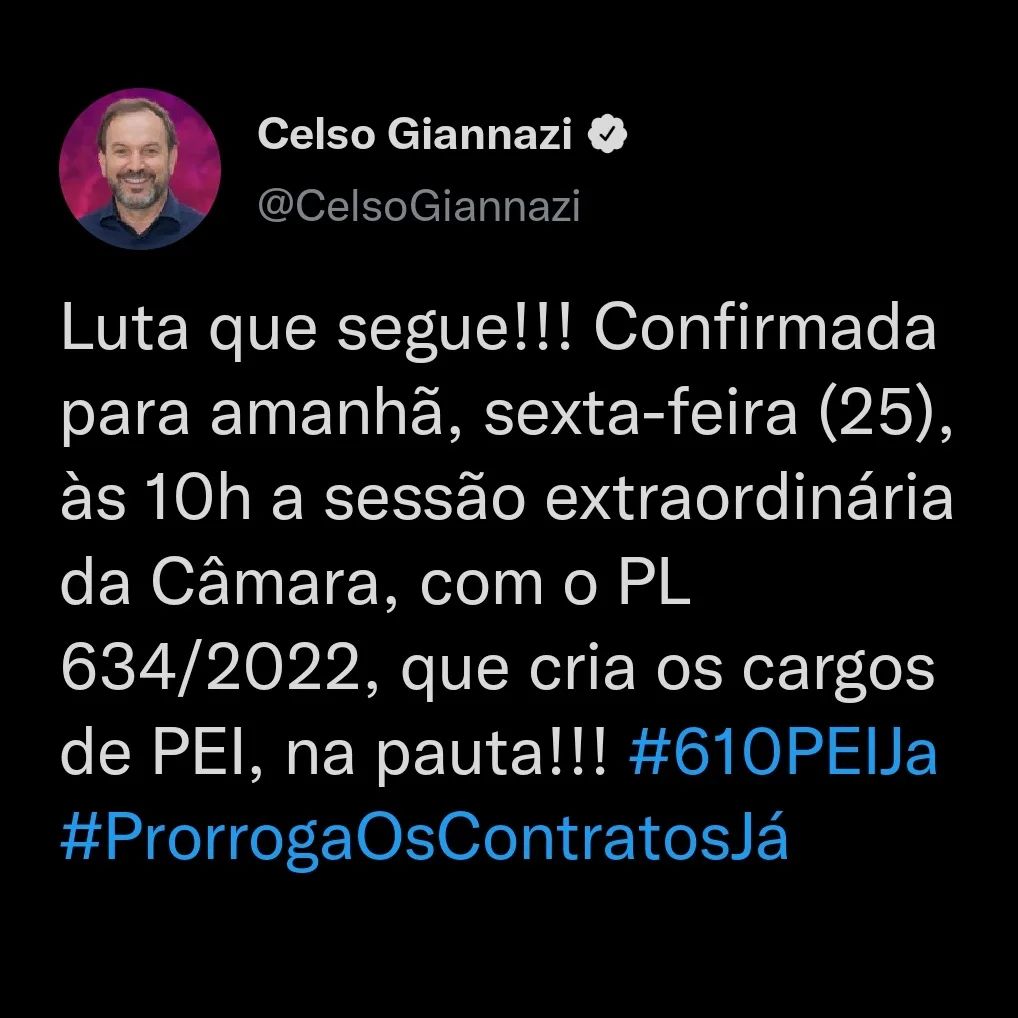 Celso Giannazi
@CelsoGiannazi
Luta que segue!!! Confirmada
para amanhã, sexta-feira (25),
às 10h a sessão extraordinária
da Câmara, com o PL
634/2022, que cria os cargos
de PEI, na pauta!!! #610PEIJa
#ProrrogaOsContratosJá